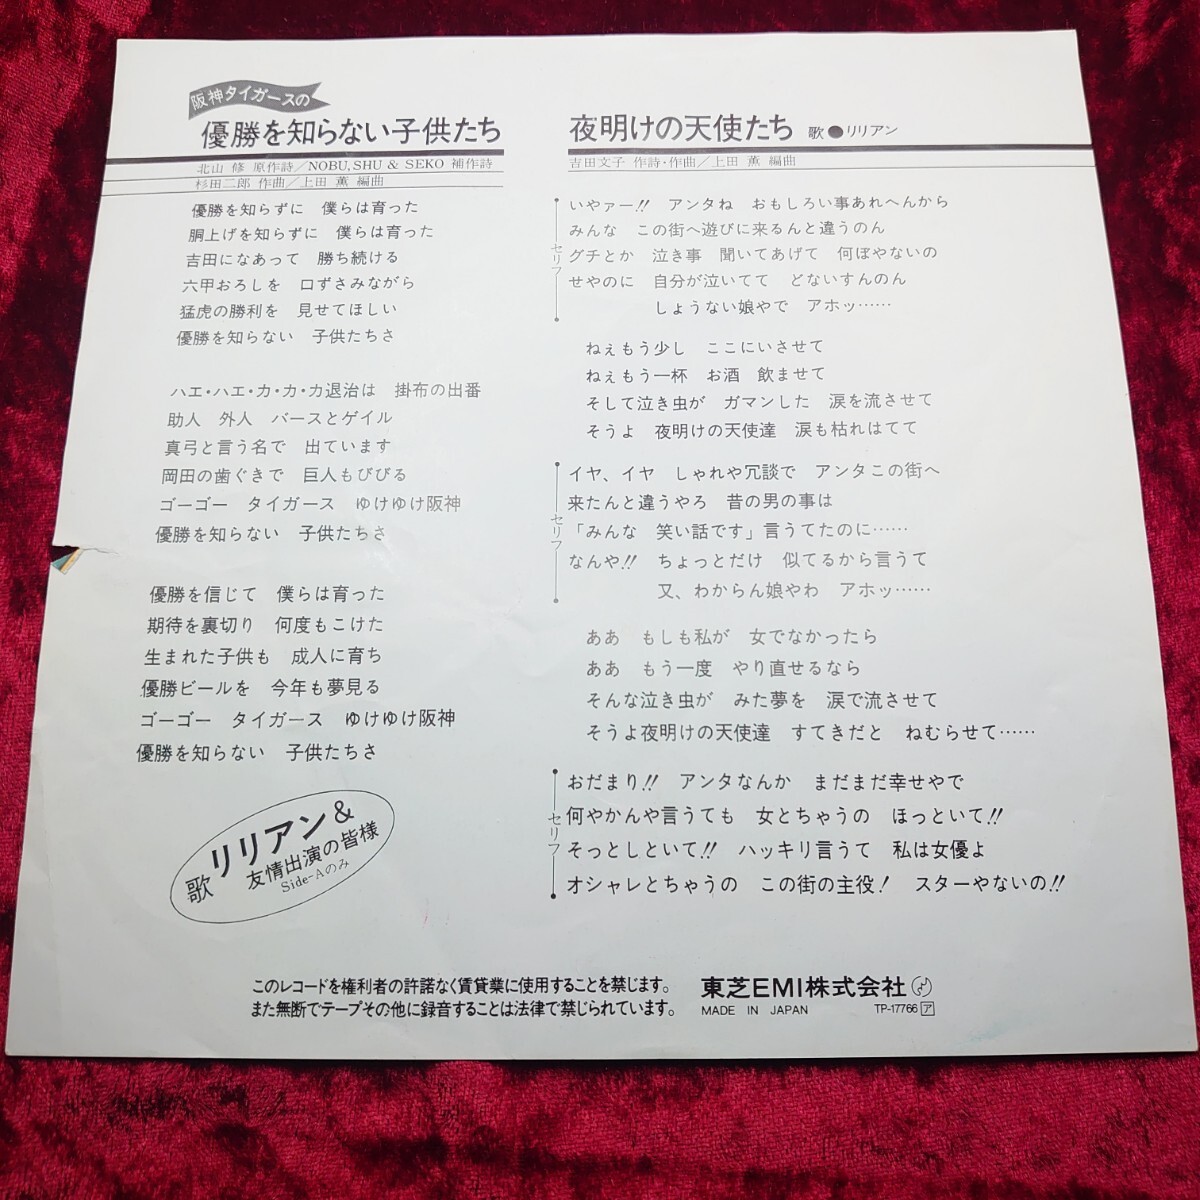 阪神タイガースの
優勝を知らない子供たち
北山 修 原作詩／NOBU, SHU & SEKO 補作詩
杉田二郎 作曲／上田 薫 編曲
優勝を知らずに 僕らは育った
胴上げを知らずに 僕らは育った
吉田になあって 勝ち続ける
六甲おろしを 口ずさみながら
猛虎の勝利を 見せてほしい
優勝を知らない 子供たちさ
ハエ・ハエ・カ・カ・カ退治は 掛布の出番
助人 外人 バースとゲイル
真弓と言う名で 出ています
岡田の歯ぐきで 巨人もびびる
ゴーゴー タイガース ゆけゆけ阪神
優勝を知らない 子供たちさ
優勝を信じて 僕らは育った
期待を裏切り 何度もこけた
生まれた子供も 成人に育ち
優勝ビールを 今年も夢見る
ゴーゴー タイガース ゆけゆけ阪神
優勝を知らない 子供たちさ
歌 リリアン&
友情出演の皆様
Side-Aのみ
夜明けの天使たち 歌●リリアン
吉田文子 作詩・作曲／上田 薫 編曲
セリフ
いやァー!! アンタね おもしろい事あれへんから
みんな この街へ遊びに来るんと違うのん
グチとか 泣き事 聞いてあげて 何ぼやないの
せやのに 自分が泣いてて どないすんのん
しょうない娘やで アホッ……
ねぇもう少し ここにいさせて
ねぇもう一杯 お酒 飲ませて
そして泣き虫が ガマンした 涙を流させて
そうよ 夜明けの天使達 涙も枯れはてて
セリフ
イヤ、イヤ しゃれや冗談で アンタこの街へ
来たんと違うやろ 昔の男の事は
「みんな 笑い話です」言うてたのに……
なんや!! ちょっとだけ 似てるから言うて
又、わからん娘やわ アホッ……
ああ もしも私が 女でなかったら
ああ もう一度 やり直せるなら
そんな泣き虫が みた夢を 涙で流させて
そうよ夜明けの天使達 すてきだと ねむらせて……
セリフ
おだまり!! アンタなんか まだまだ幸せやで
何やかんや言うても 女とちゃうの ほっといて!!
そっとしといて!! ハッキリ言うて 私は女優よ
オシャレとちゃうの この街の主役! スターやないの!!
このレコードを権利者の許諾なく賃貸業に使用することを禁じます。
また無断でテープその他に録音することは法律で禁じられています。
東芝EMI株式会社
MADE IN JAPAN TP-17766 ア